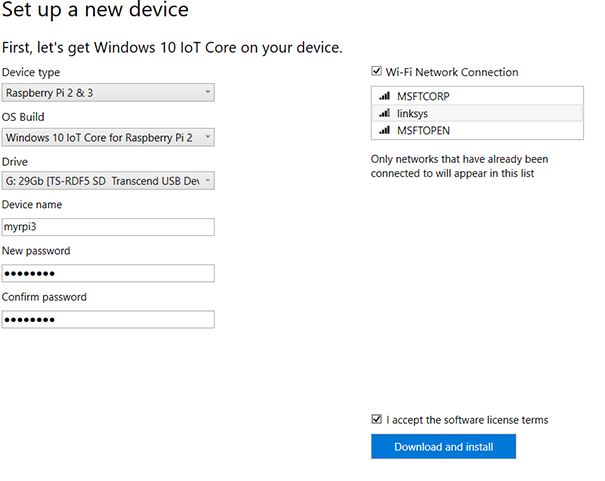 Set up a new device
First, let's get Windows 10 IoT Core on your device.
Device type
Raspberry Pi 2 & 3
OS Build
Windows 10 IoT Core for Raspberry Pi 2
Drive
G: 29Gb [TS-RDF5 SD Transcend USB Dev
Device name
myrpi3
New password
●●●●●●●●
Confirm password
●●●●●●●●
Wi-Fi Network Connection
MSFTCORP
linksys
MSFTOPEN
Only networks that have already been
connected to will appear in this list
I accept the software license terms
Download and install